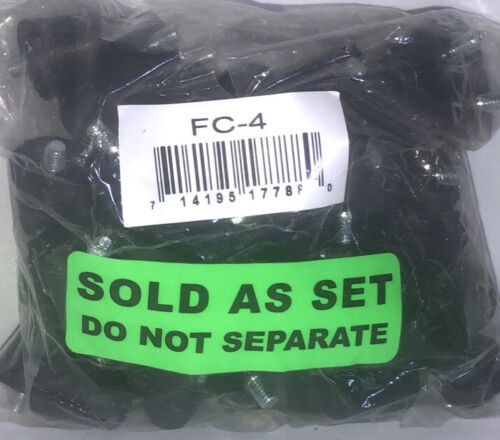 FC-4
7 14195 17788 0
SOLD AS SET
DO NOT SEPARATE